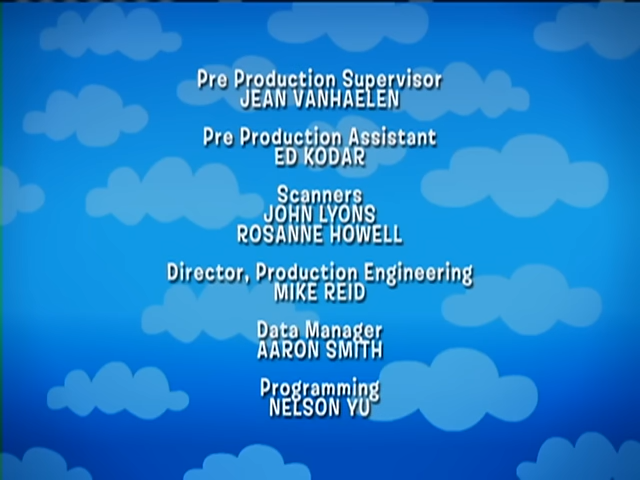 Pre Production Supervisor
JEAN VANHAELEN
Pre Production Assistant
ED KODAR
Scanners
JOHN LYONS
ROSANNE HOWELL
Director, Production Engineering
MIKE REID
Data Manager
AARON SMITH
Programming
NELSON YU